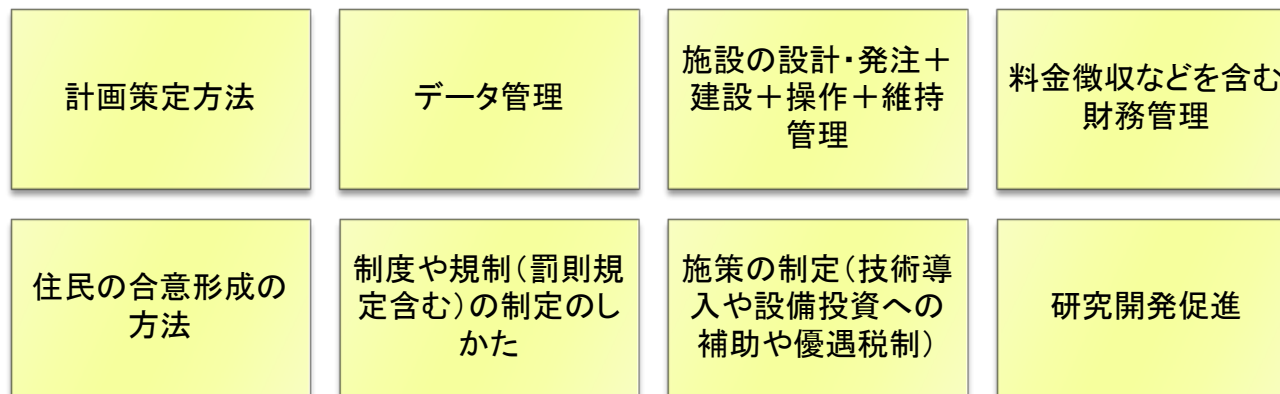 計画策定方法
データ管理
施設の設計・発注＋
建設＋操作＋維持
管理
料金徴収などを含む
財務管理
住民の合意形成の
方法
制度や規制（罰則規
定含む）の制定のし
かた
施策の制定（技術導
入や設備投資への
補助や優遇税制）
研究開発促進